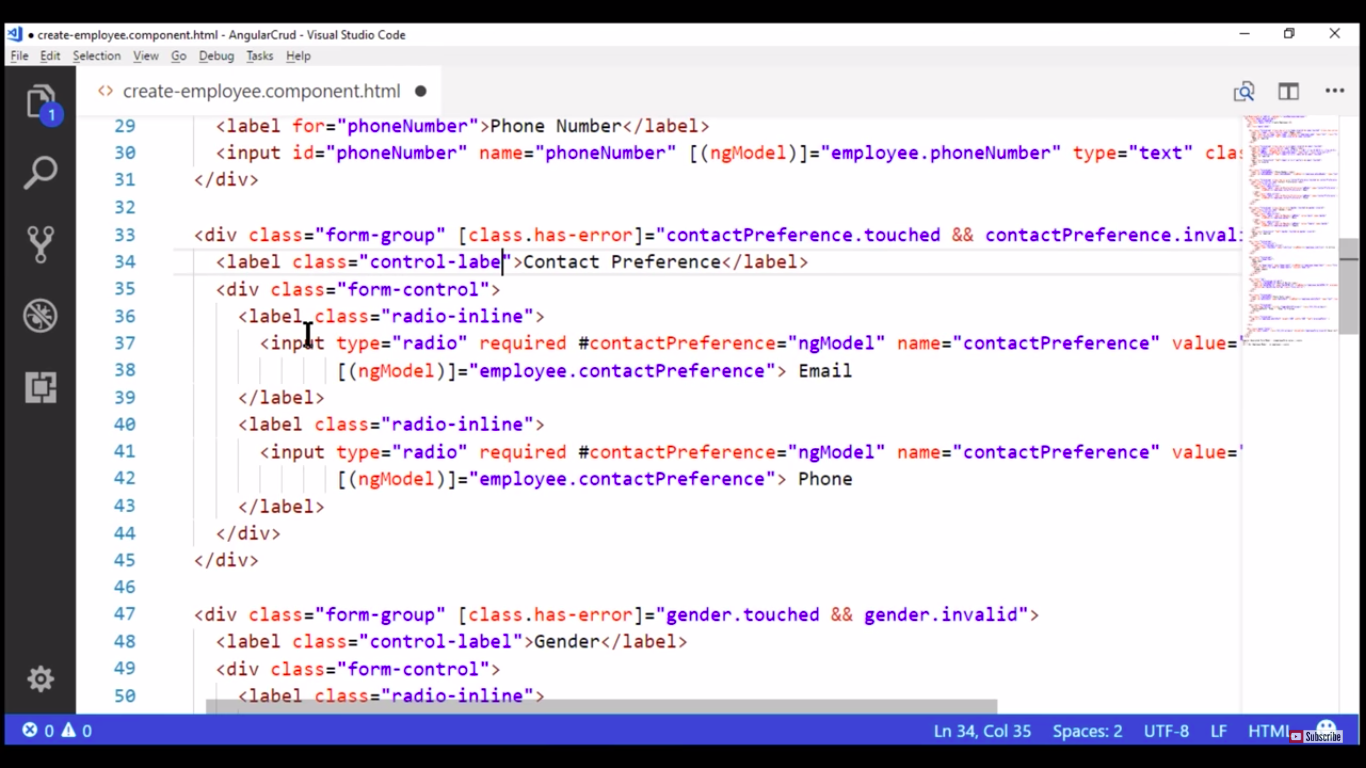 create-employee.component.html - AngularCrud - Visual Studio Code
File Edit Selection View Go Debug Tasks Help
<> create-employee.component.html
1
29 <label for="phoneNumber">Phone Number</label>
30 <input id="phoneNumber" name="phoneNumber" [(ngModel)]="employee.phoneNumber" type="text" clas
31 </div>
32
33 <div class="form-group" [class.has-error]="contactPreference.touched && contactPreference.invali
34 <label class="control-labe">Contact Preference</label>
35 <div class="form-control">
36 <label class="radio-inline">
37 <input type="radio" required #contactPreference="ngModel" name="contactPreference" value="
38 [(ngModel)]="employee.contactPreference"> Email
39 </label>
40 <label class="radio-inline">
41 <input type="radio" required #contactPreference="ngModel" name="contactPreference" value="
42 [(ngModel)]="employee.contactPreference"> Phone
43 </label>
44 </div>
45 </div>
46
47 <div class="form-group" [class.has-error]="gender.touched && gender.invalid">
48 <label class="control-label">Gender</label>
49 <div class="form-control">
50 <label class="radio-inline">
0 0 Ln 34, Col 35 Spaces: 2 UTF-8 LF HTML
Subscribe